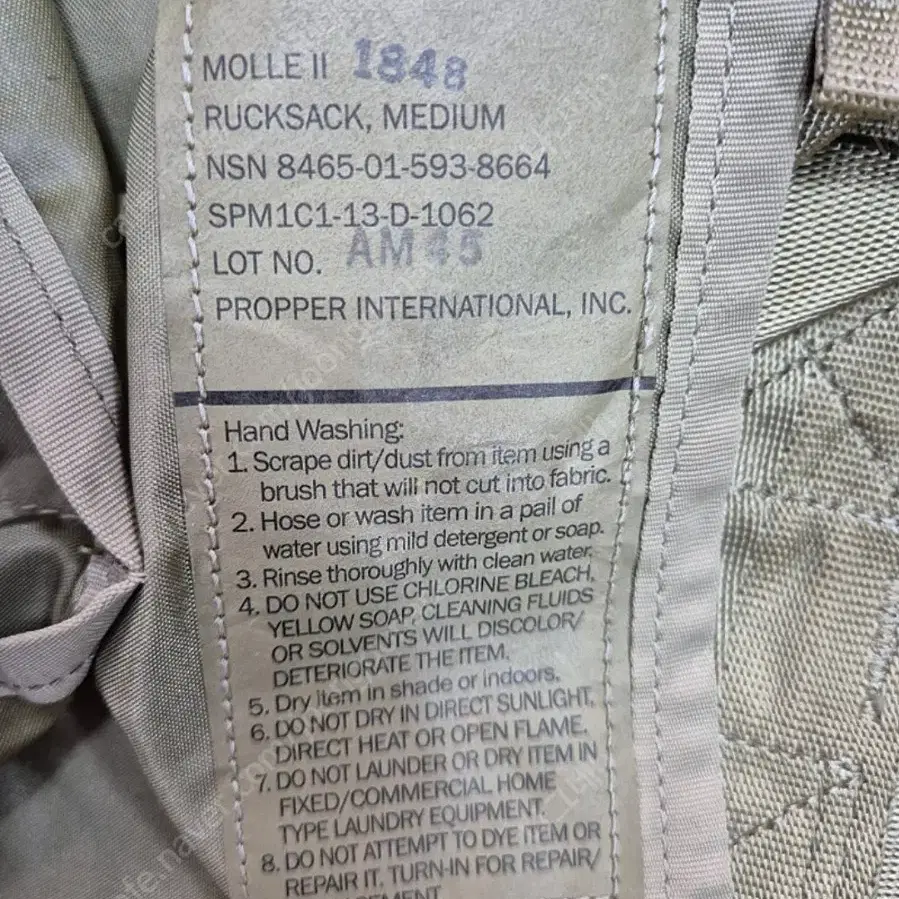 MOLLE II 1848
RUCKSACK, MEDIUM
NSN 8465-01-593-8664
SPM1C1-13-D-1062
LOT NO. AM 45
PROPPER INTERNATIONAL, INC.
Hand Washing:
1. Scrape dirt/dust from item using a
brush that will not cut into fabric.
2. Hose or wash item in a pail of
water using mild detergent or soap.
3. Rinse thoroughly with clean water.
4. DO NOT USE CHLORINE BLEACH,
YELLOW SOAP, CLEANING FLUIDS
OR SOLVENTS WILL DISCOLOR/
DETERIORATE THE ITEM.
5. Dry item in shade or indoors.
6. DO NOT DRY IN DIRECT SUNLIGHT,
DIRECT HEAT OR OPEN FLAME.
7. DO NOT LAUNDER OR DRY ITEM IN
FIXED/COMMERCIAL HOME
TYPE LAUNDRY EQUIPMENT.
8. DO NOT ATTEMPT TO DYE ITEM OR
REPAIR IT. TURN-IN FOR REPAIR/